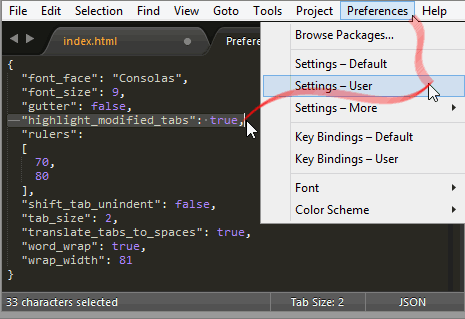 File Edit Selection Find View Goto Tools Project Preferences Help
index.html
Prefere
Browse Packages...
Settings – Default
Settings – User
Settings – More
Key Bindings – Default
Key Bindings – User
Font
Color Scheme
{
"font_face": "Consolas",
"font_size": 9,
"gutter": false,
"highlight_modified_tabs": true,
"rulers":
[
70,
80
],
"shift_tab_unindent": false,
"tab_size": 2,
"translate_tabs_to_spaces": true,
"word_wrap": true,
"wrap_width": 81
}
33 characters selected
Tab Size: 2
JSON